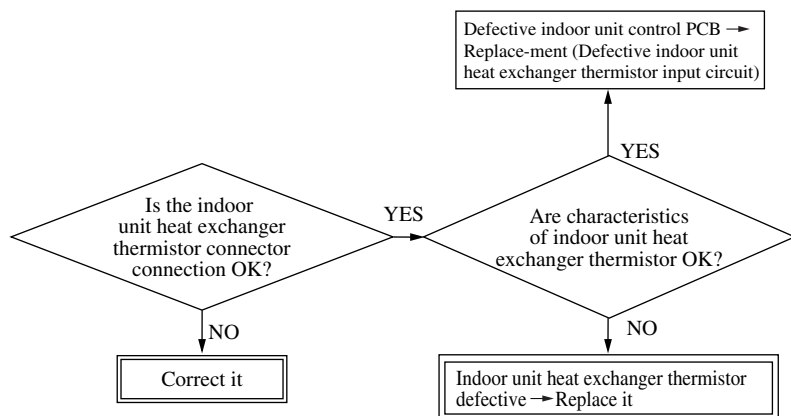 Defective indoor unit control PCB →
Replace-ment (Defective indoor unit
heat exchanger thermistor input circuit)
YES
Is the indoor
unit heat exchanger
thermistor connector
connection OK?
YES
Are characteristics
of indoor unit heat
exchanger thermistor OK?
NO
NO
Correct it
Indoor unit heat exchanger thermistor
defective → Replace it